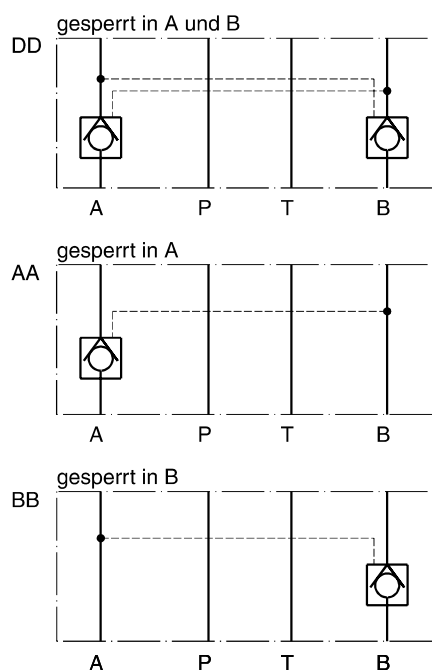 gesperrt in A und B
DD
A P T B
gesperrt in A
AA
A P T B
gesperrt in B
BB
A P T B